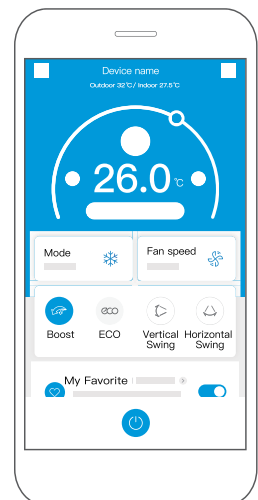 Device name
Outdoor 32℃/ Indoor 27.5℃
26.0℃
Mode
Fan speed
eco
Boost
ECO
Vertical Swing
Horizontal Swing
My Favorite